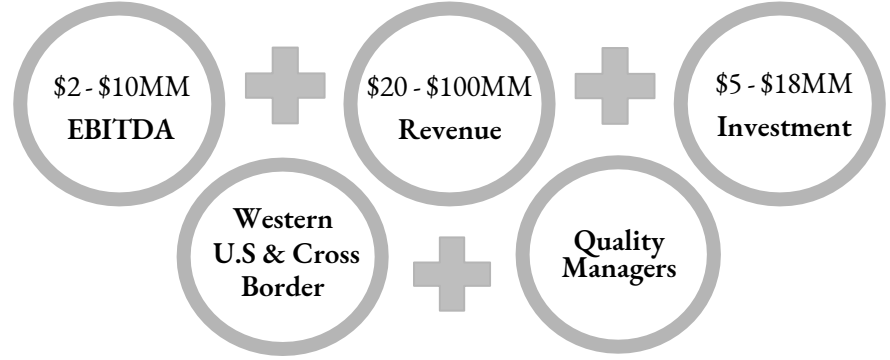 $2 - $10MM
EBITDA
$20 - $100MM
Revenue
$5 - $18MM
Investment
Western
U.S & Cross
Border
Quality
Managers